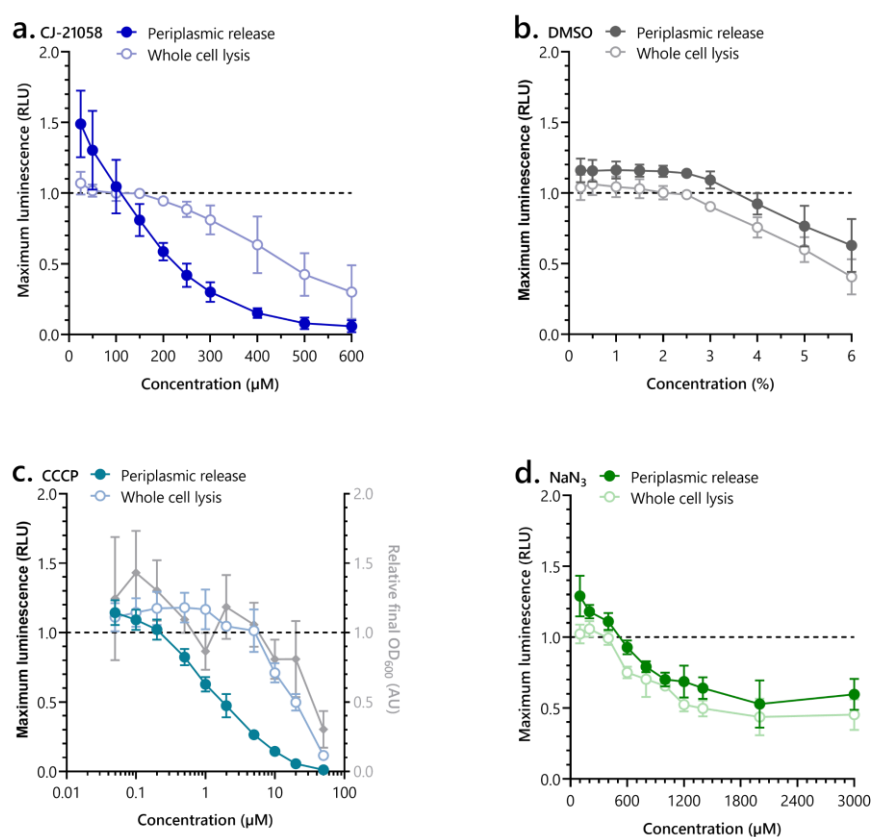 a. CJ-21058
Periplasmic release
Whole cell lysis
2.0
1.5
1.0
0.5
0.0
Maximum luminescence (RLU)
0 100 200 300 400 500 600
Concentration (µM)
b. DMSO
Periplasmic release
Whole cell lysis
2.0
1.5
1.0
0.5
0.0
Maximum luminescence (RLU)
0 1 2 3 4 5 6
Concentration (%)
c. CCCP
Periplasmic release
Whole cell lysis
2.0
1.5
1.0
0.5
0.0
Maximum luminescence (RLU)
2.0
1.5
1.0
0.5
0.0
Relative final OD₆₀₀ (AU)
0.01 0.1 1 10 100
Concentration (µM)
d. NaN₃
Periplasmic release
Whole cell lysis
2.0
1.5
1.0
0.5
0.0
Maximum luminescence (RLU)
0 600 1200 1800 2400 3000
Concentration (µM)